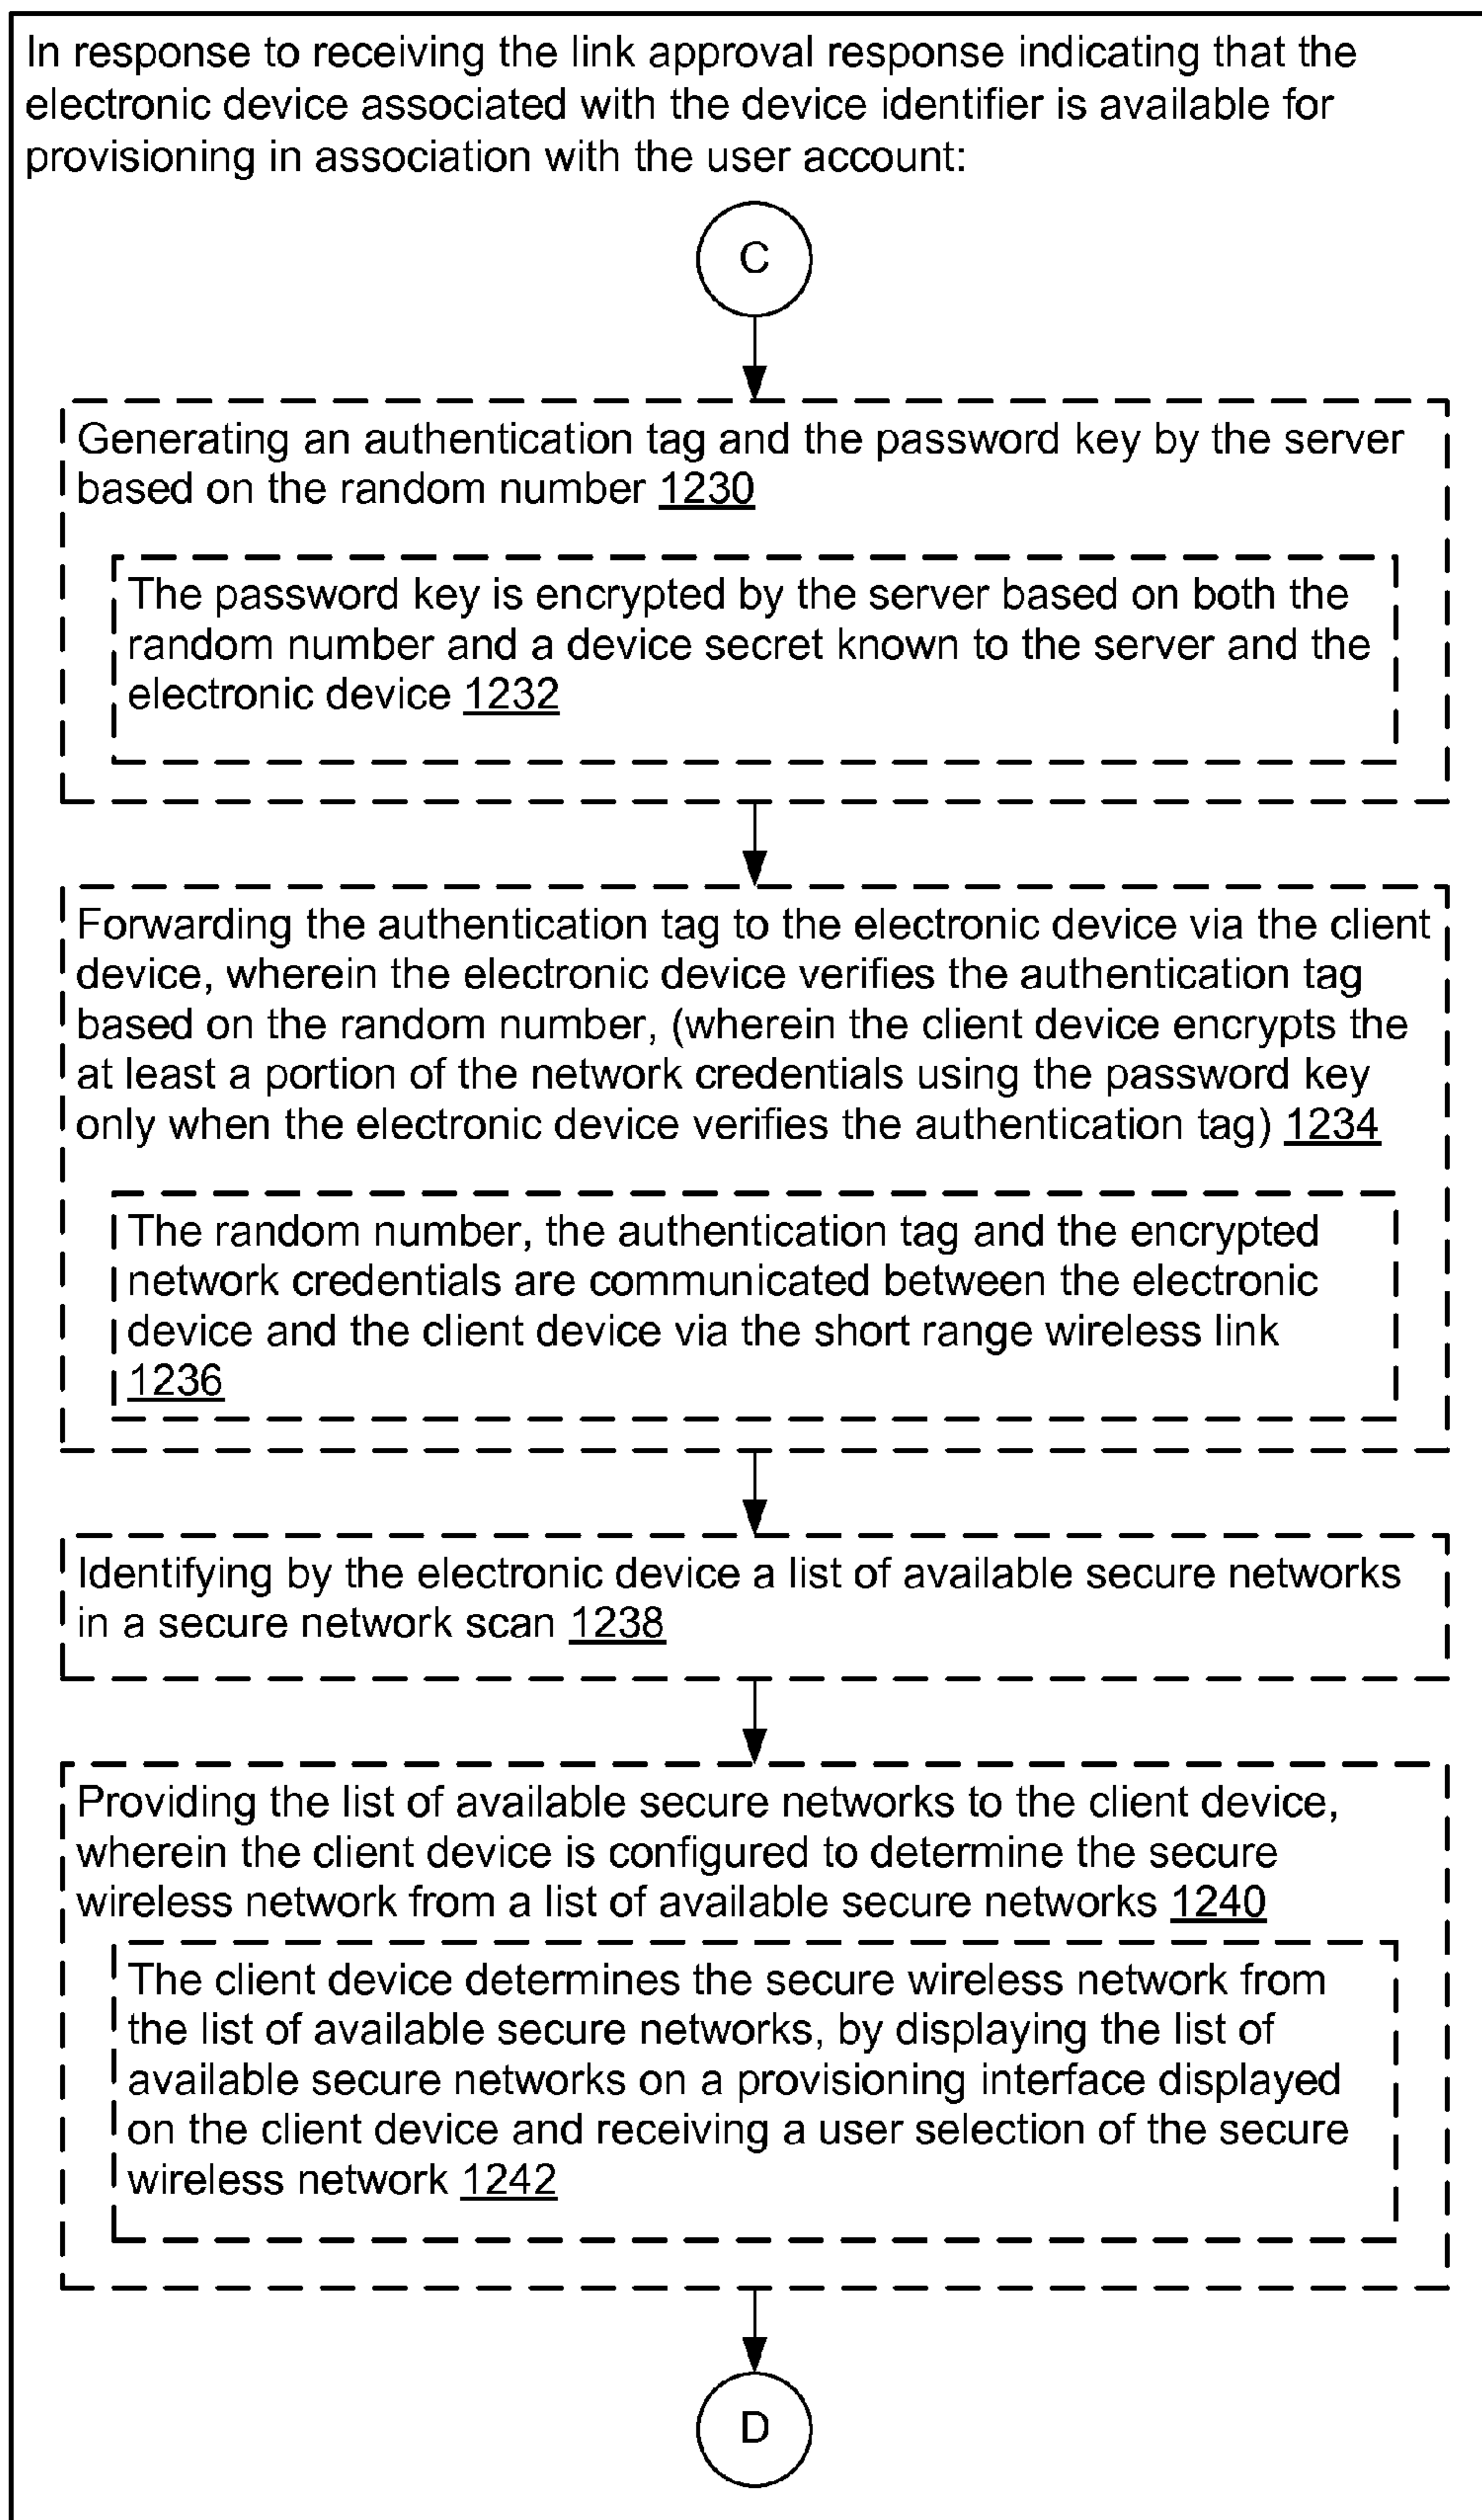 In response to receiving the link approval response indicating that the
electronic device associated with the device identifier is available for
provisioning in association with the user account:
C
Generating an authentication tag and the password key by the server
based on the random number 1230
The password key is encrypted by the server based on both the
random number and a device secret known to the server and the
electronic device 1232
Forwarding the authentication tag to the electronic device via the client
device, wherein the electronic device verifies the authentication tag
based on the random number, (wherein the client device encrypts the
at least a portion of the network credentials using the password key
only when the electronic device verifies the authentication tag) 1234
The random number, the authentication tag and the encrypted
network credentials are communicated between the electronic
device and the client device via the short range wireless link
1236
Identifying by the electronic device a list of available secure networks
in a secure network scan 1238
Providing the list of available secure networks to the client device,
wherein the client device is configured to determine the secure
wireless network from a list of available secure networks 1240
The client device determines the secure wireless network from
the list of available secure networks, by displaying the list of
available secure networks on a provisioning interface displayed
on the client device and receiving a user selection of the secure
wireless network 1242
D